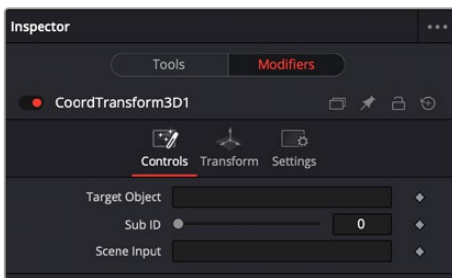 Inspector
Tools Modifiers
CoordTransform3D1
Controls Transform Settings
Target Object
Sub ID 0
Scene Input